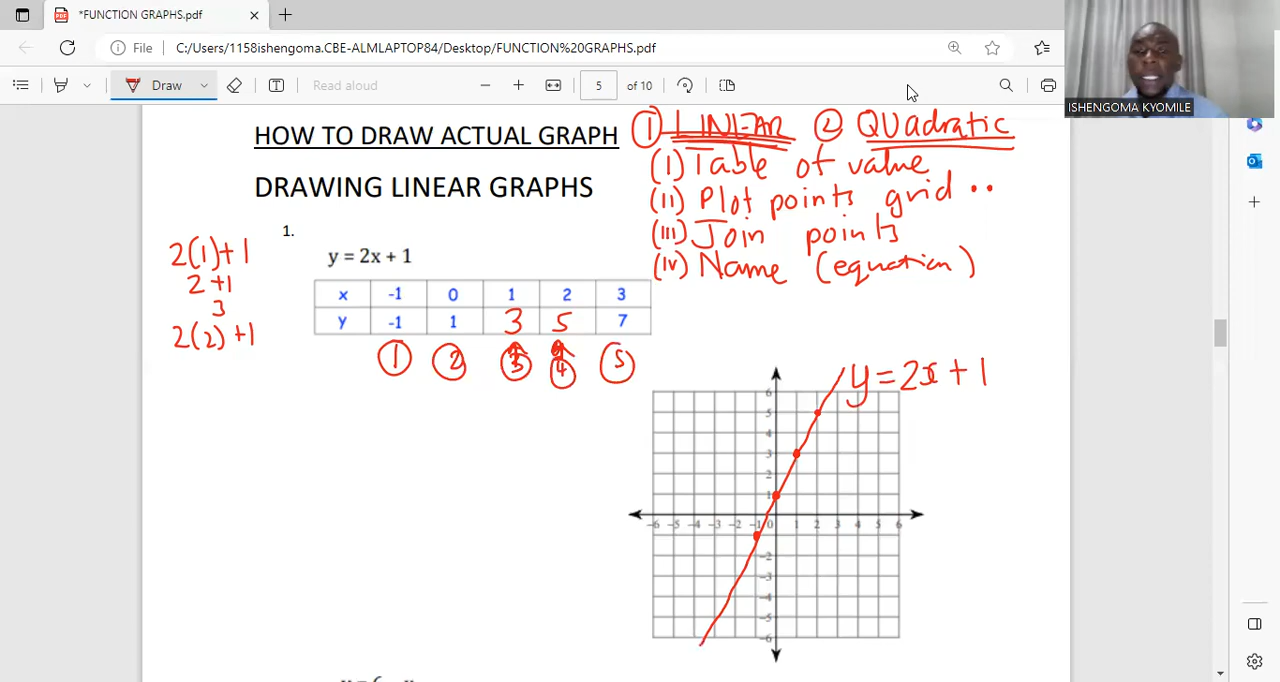 *FUNCTION GRAPHS.pdf
File C:/Users/1158ishengoma.CBE-ALMLAPTOP84/Desktop/FUNCTION%20GRAPHS.pdf
Draw Read aloud 5 of 10
ISHENGOMA KYOMILE
HOW TO DRAW ACTUAL GRAPH
DRAWING LINEAR GRAPHS
① LINEAR ② QUadratic
(i) Table of value
(ii) Plot points grid ..
(iii) Join points
(iv) Name (equation)
1.
y = 2x + 1
2(1)+1
2+1
3
2(2)+1
x -1 0 1 2 3
y -1 1 3 5 7
① ② ③ ④ ⑤
y=2x+1
6
5
4
3
2
1
-6 -5 -4 -3 -2 -1 0 1 2 3 4 5 6
-2
-3
-4
-5
-6